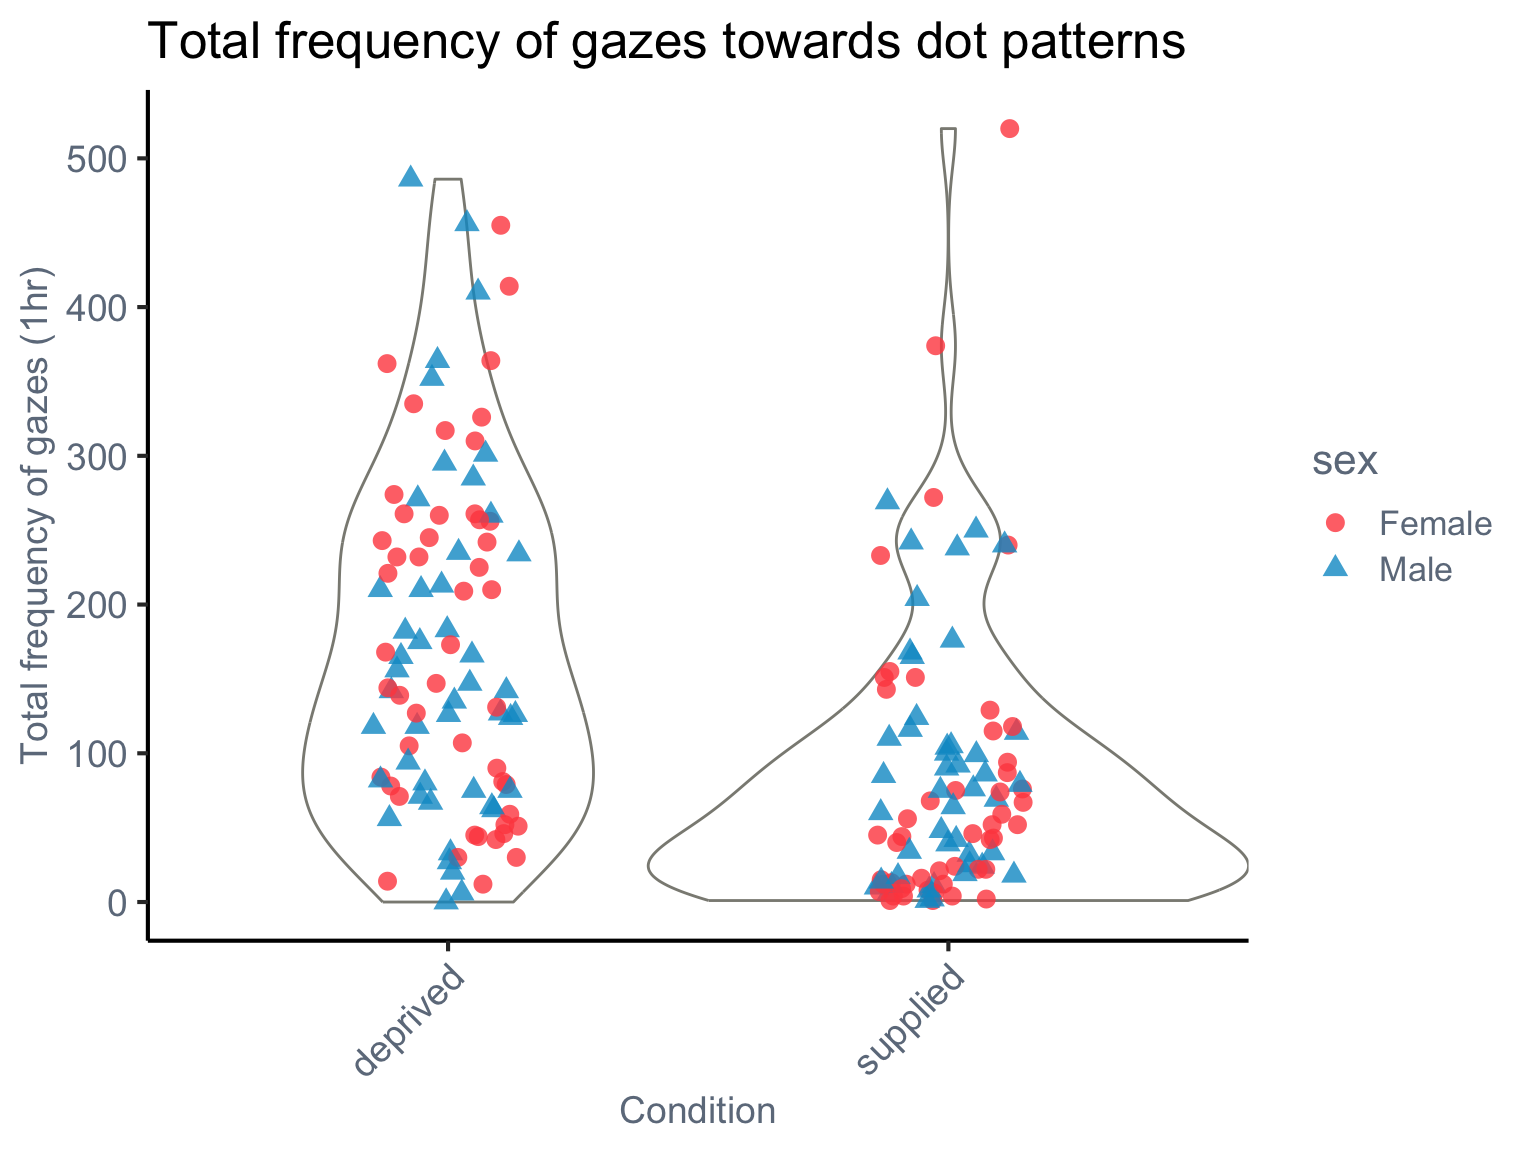 Total frequency of gazes towards dot patterns
Total frequency of gazes (1hr)
500
400
300
200
100
0
deprived
supplied
Condition
sex
Female
Male